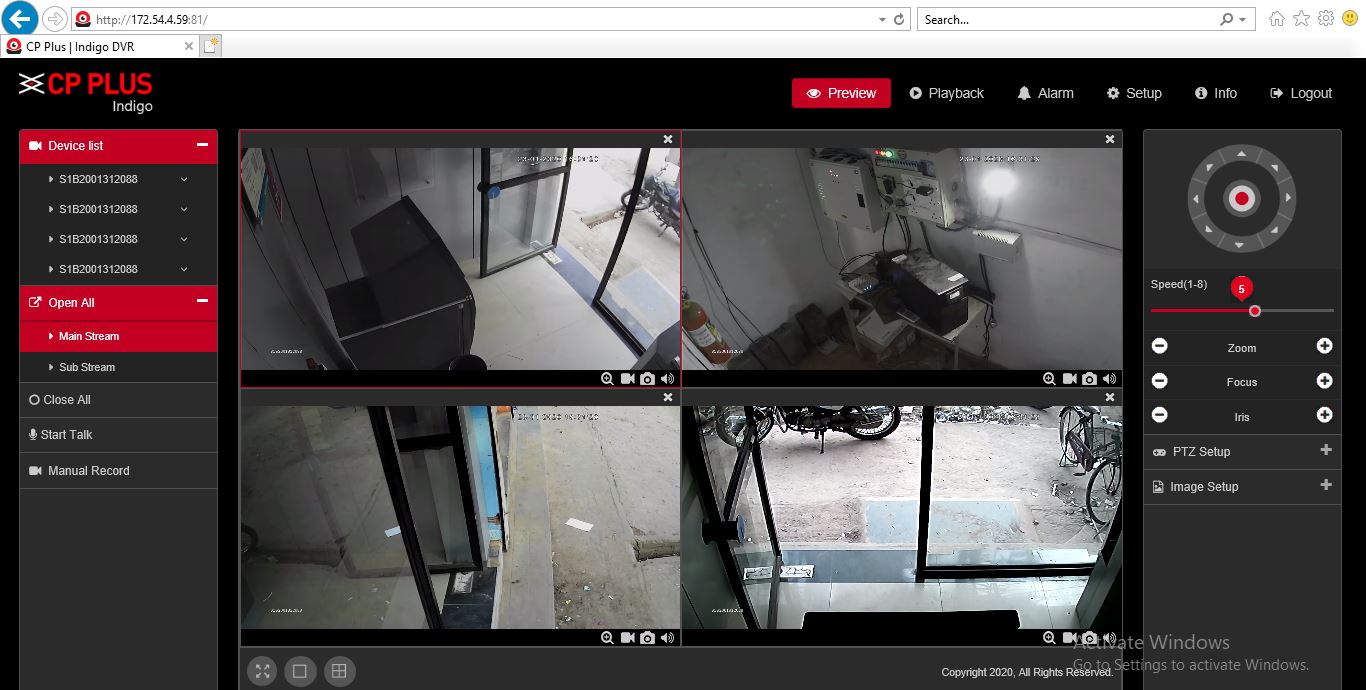 http://172.54.4.59:81/
Search...
CP Plus | Indigo DVR
CP PLUS
Indigo
Preview
Playback
Alarm
Setup
Info
Logout
Device list
S1B2001312088
S1B2001312088
S1B2001312088
S1B2001312088
Open All
Main Stream
Sub Stream
Close All
Start Talk
Manual Record
Speed(1-8)
5
Zoom
Focus
Iris
PTZ Setup
Image Setup
Activate Windows
Go to Settings to activate Windows.
Copyright 2020, All Rights Reserved.